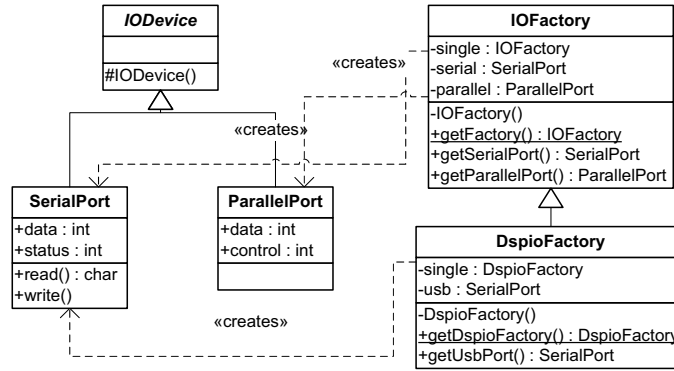 IODevice
#IODevice()
IOFactory
-single : IOFactory
-serial : SerialPort
-parallel : ParallelPort
-IOFactory()
+getFactory() : IOFactory
+getSerialPort() : SerialPort
+getParallelPort() : ParallelPort
«creates»
«creates»
SerialPort
+data : int
+status : int
+read() : char
+write()
ParallelPort
+data : int
+control : int
DspioFactory
-single : DspioFactory
-usb : SerialPort
-DspioFactory()
+getDspioFactory() : DspioFactory
+getUsbPort() : SerialPort
«creates»